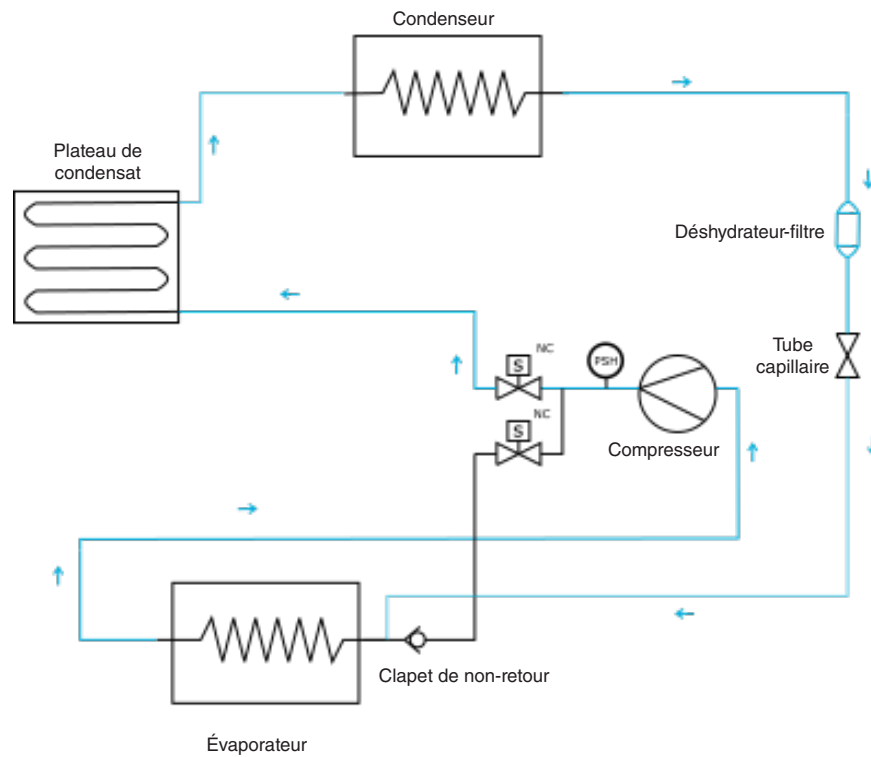 Condenseur
Plateau de
condensat
Déshydrateur-filtre
Tube
capillaire
NC
S
PSH
NC
S
Compresseur
Clapet de non-retour
Évaporateur